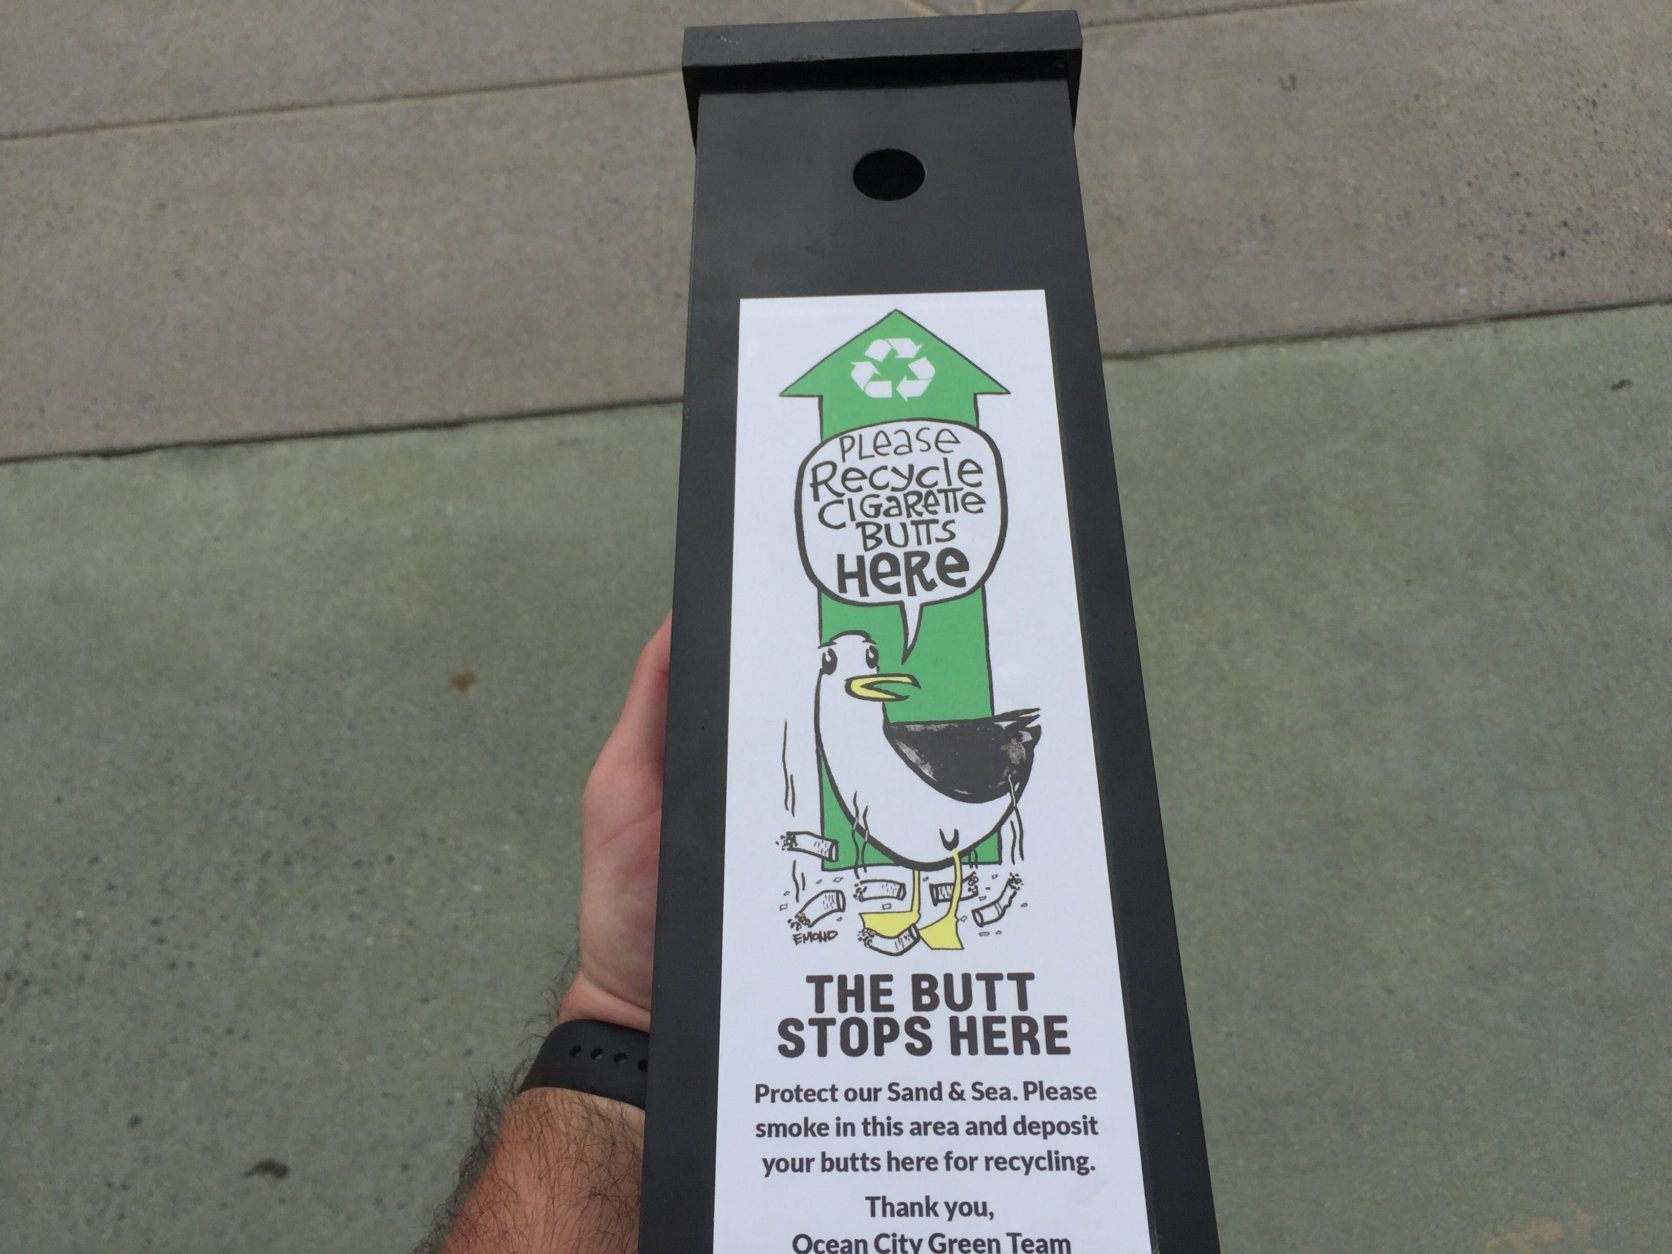 PLease
Recycle
CIGaReTTe
BUTTS
HeRe
EMOND
THE BUTT
STOPS HERE
Protect our Sand & Sea. Please
smoke in this area and deposit
your butts here for recycling.
Thank you,
Ocean City Green Team